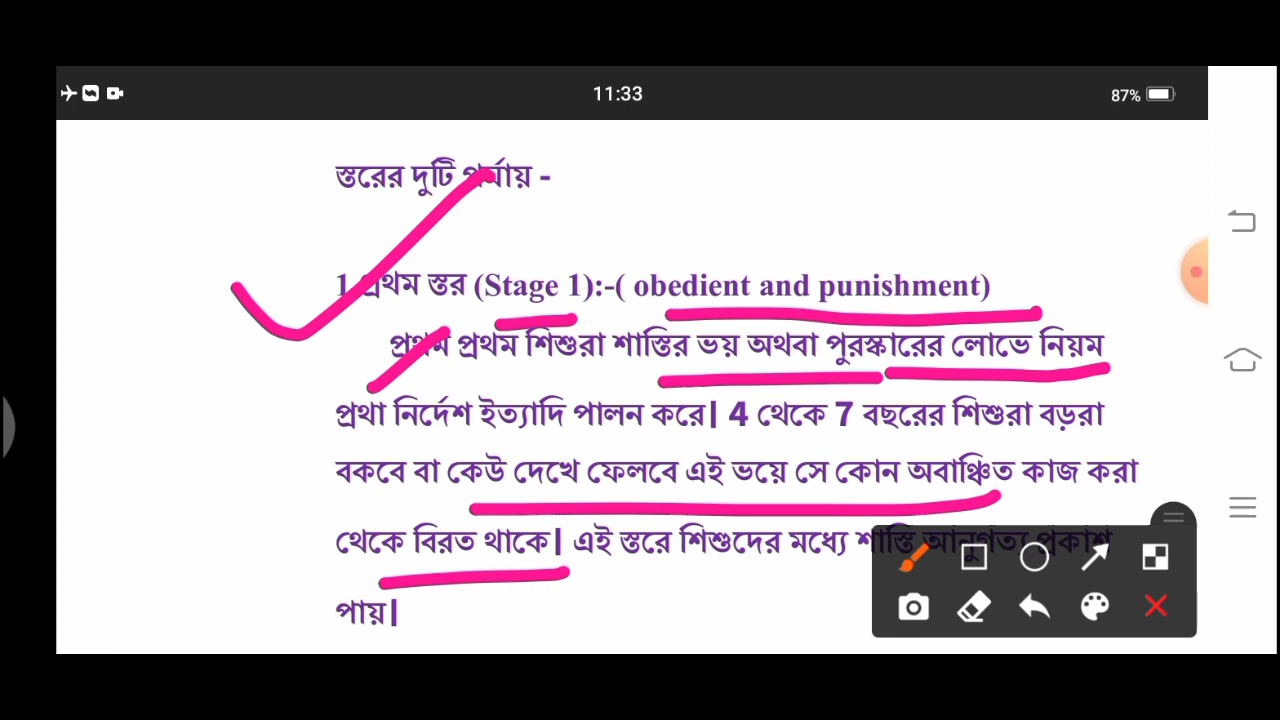 11:33
87%
স্তরের দুটি পর্যায় -
1 প্রথম স্তর (Stage 1):-( obedient and punishment)
প্রথম প্রথম শিশুরা শাস্তির ভয় অথবা পুরস্কারের লোভে নিয়ম
প্রথা নির্দেশ ইত্যাদি পালন করে| 4 থেকে 7 বছরের শিশুরা বড়রা
বকবে বা কেউ দেখে ফেলবে এই ভয়ে সে কোন অবাঞ্চিত কাজ করা
থেকে বিরত থাকে| এই স্তরে শিশুদের মধ্যে শাস্তি আনুগত্য প্রকাশ
পায়|